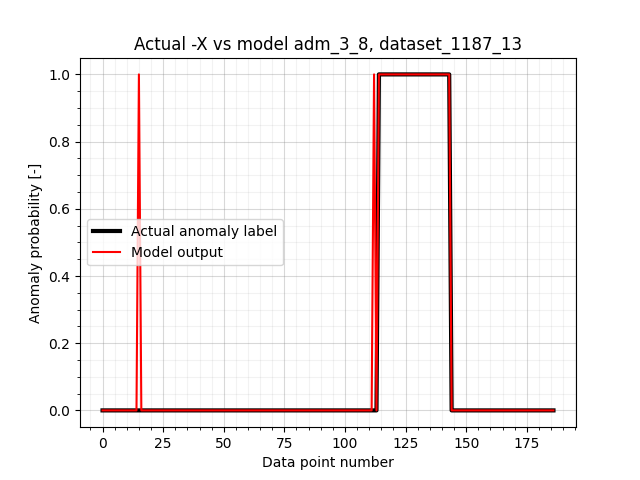 Actual -X vs model adm_3_8, dataset_1187_13
Anomaly probability [-]
1.0
0.8
0.6
0.4
0.2
0.0
Actual anomaly label
Model output
0 25 50 75 100 125 150 175
Data point number